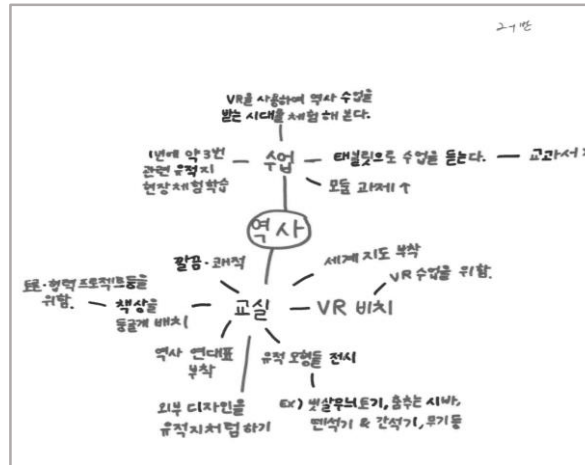 2-1반
VR을 사용하여 역사 수업을
받는 시대를 체험해 본다.
1년에 약 3번
관련 유적지
현장체험학습
수업
태블릿으로 수업을 듣는다.
교과서
모둠 과제 ↑
역사
깔끔·쾌적
세계 지도 부착
VR 수업을 위함.
토론·협력 프로젝트등을
위함.
책상을
둥글게 배치
교실
VR 비치
역사 연대표
부착
유적 모형들 전시
외부 디자인을
유적지처럼 하기
EX) 빗살무늬토기, 춤추는 시바,
뗀석기 & 간석기, 무기 등